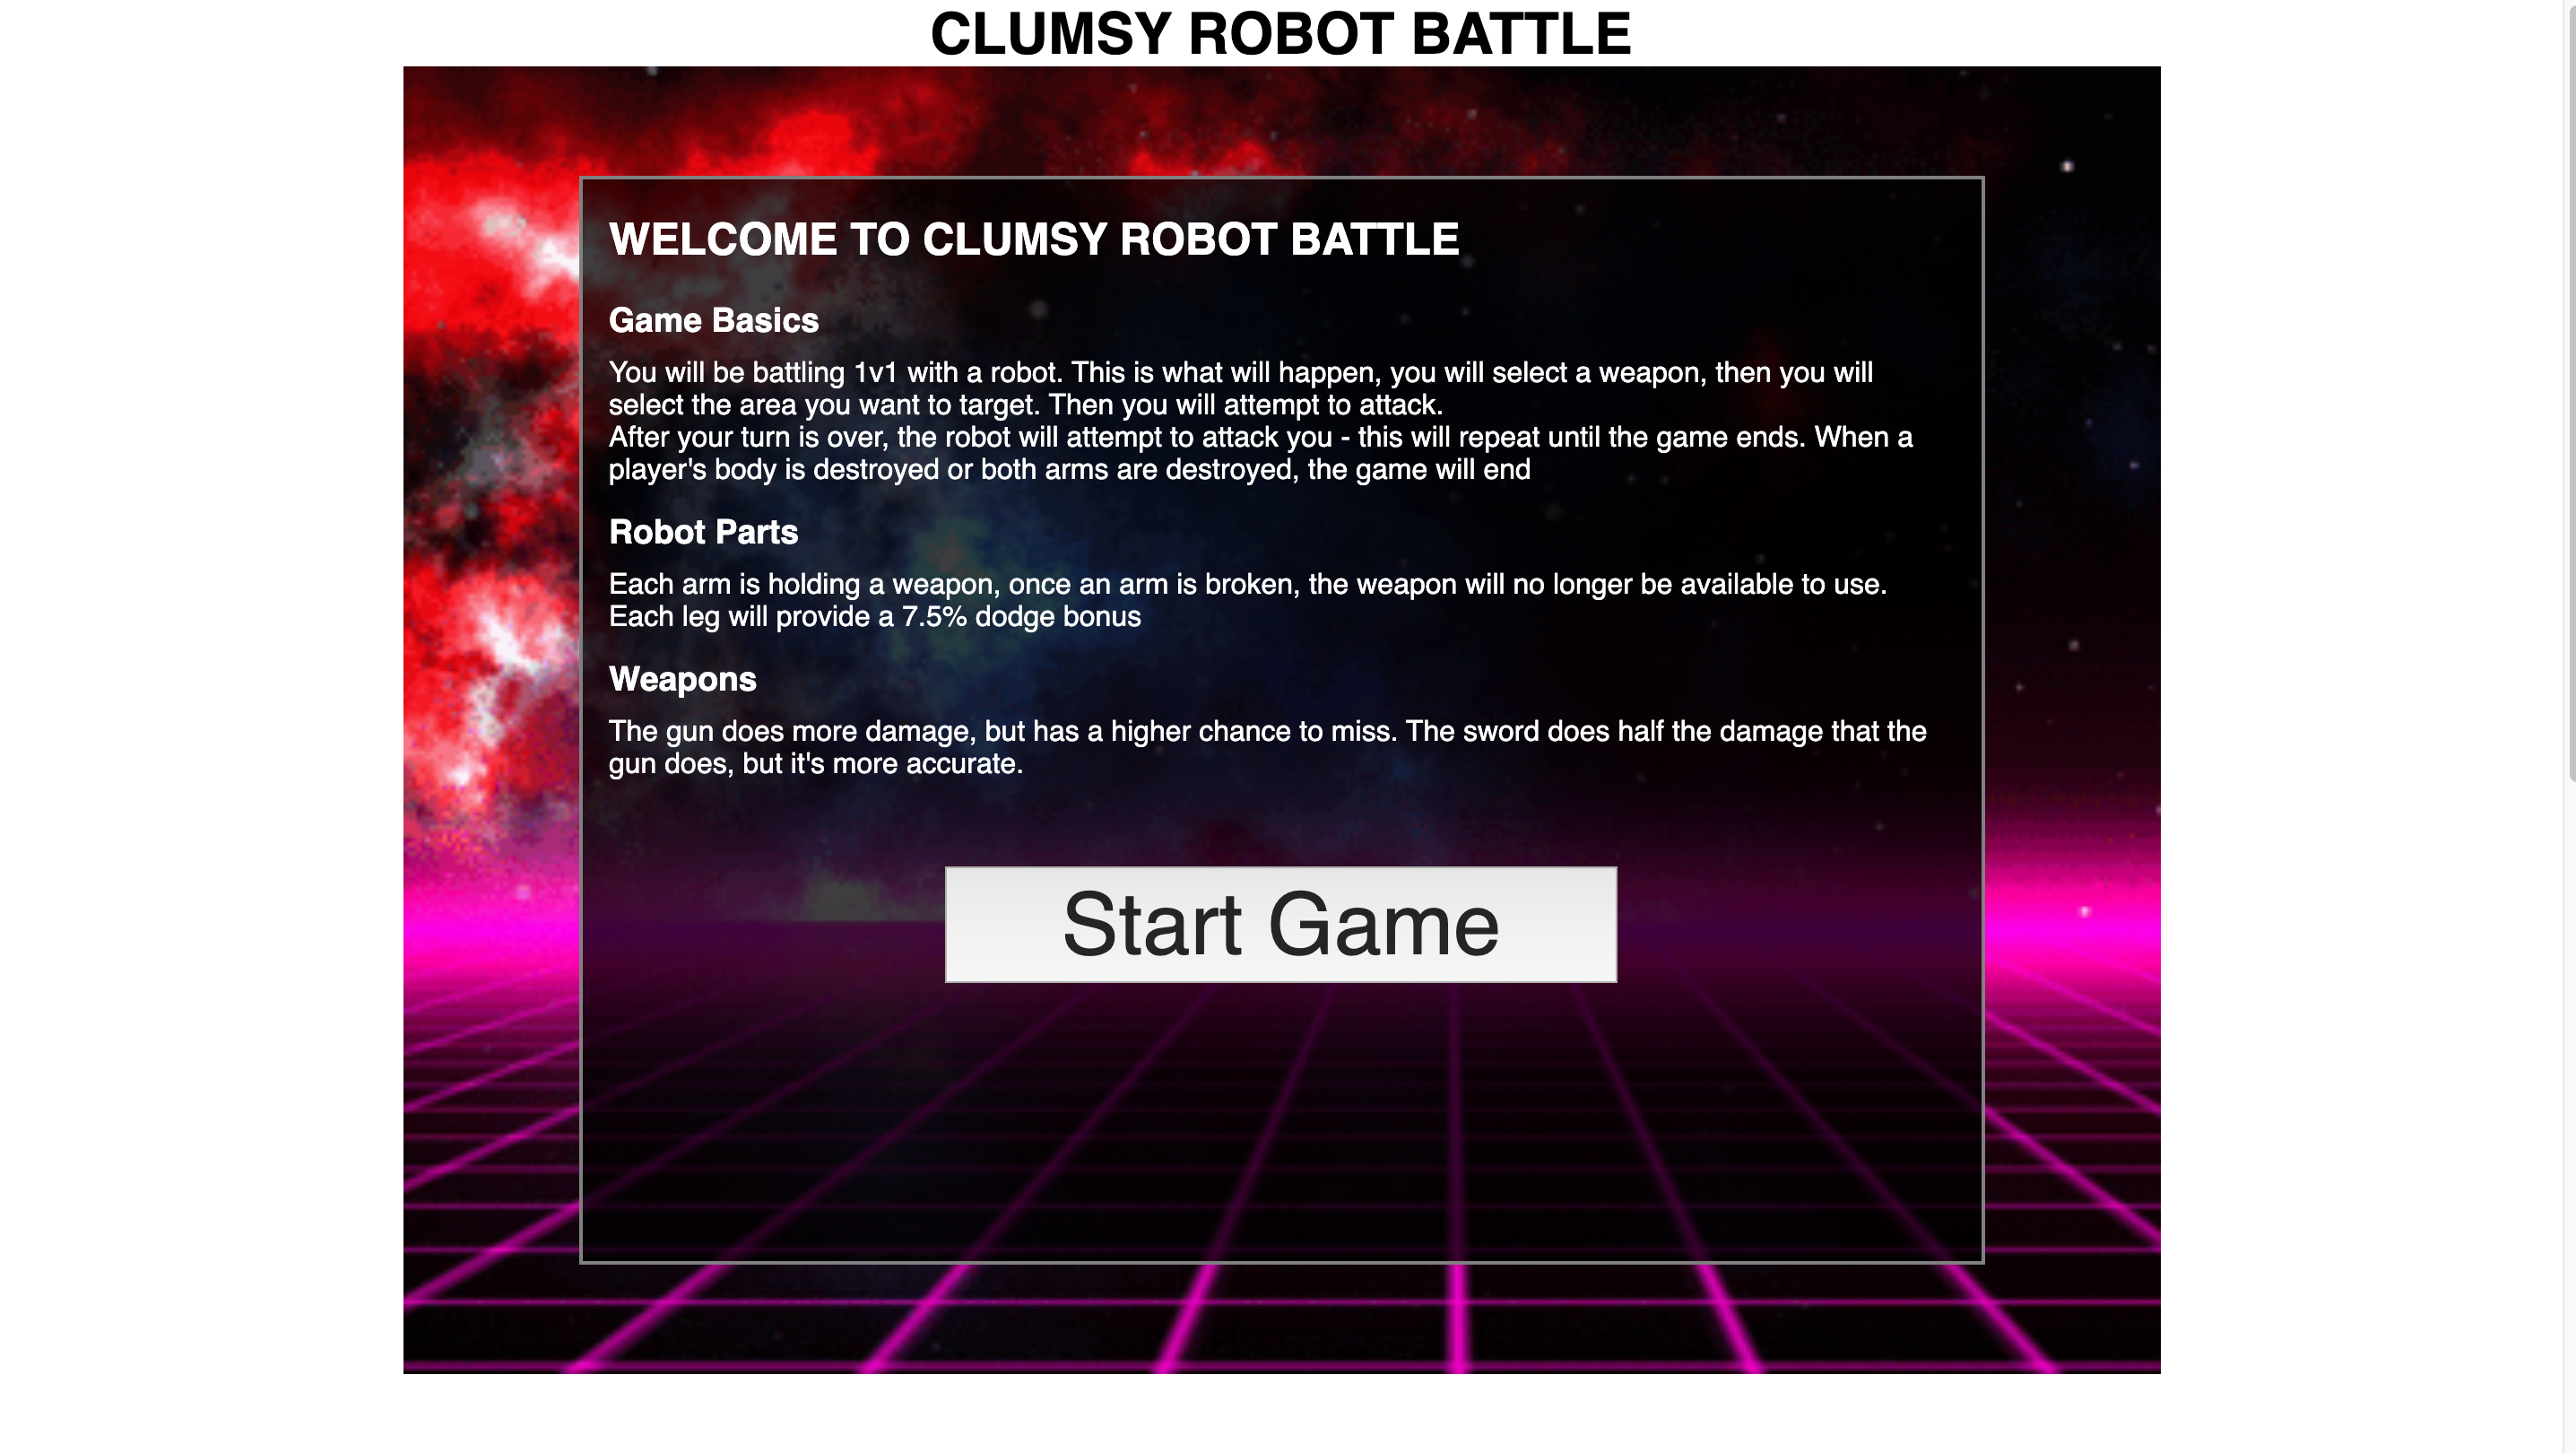 CLUMSY ROBOT BATTLE
WELCOME TO CLUMSY ROBOT BATTLE
Game Basics
You will be battling 1v1 with a robot. This is what will happen, you will select a weapon, then you will
select the area you want to target. Then you will attempt to attack.
After your turn is over, the robot will attempt to attack you - this will repeat until the game ends. When a
player's body is destroyed or both arms are destroyed, the game will end
Robot Parts
Each arm is holding a weapon, once an arm is broken, the weapon will no longer be available to use.
Each leg will provide a 7.5% dodge bonus
Weapons
The gun does more damage, but has a higher chance to miss. The sword does half the damage that the
gun does, but it's more accurate.
Start Game